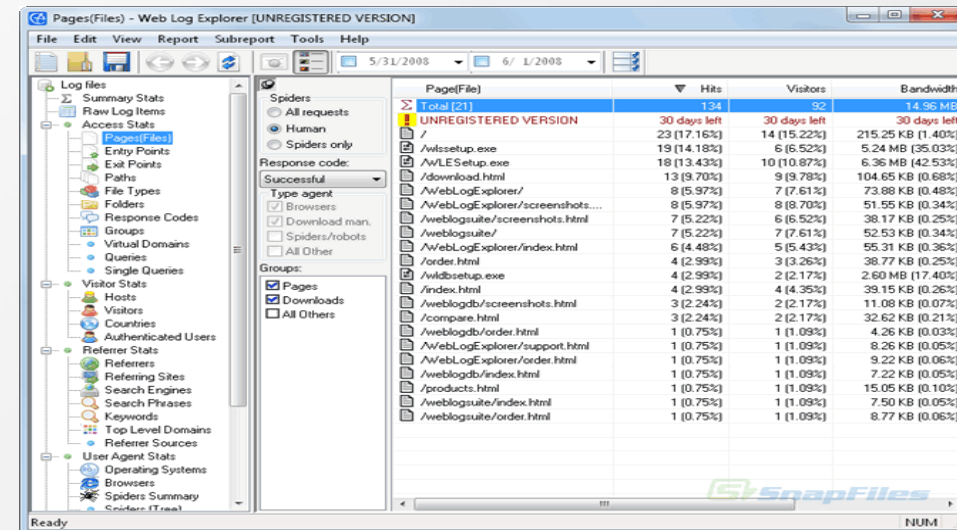 Pages(Files) - Web Log Explorer [UNREGISTERED VERSION]
File Edit View Report Subreport Tools Help
5/31/2008 6/ 1/2008
Log files
Summary Stats
Raw Log Items
Access Stats
Pages(Files)
Entry Points
Exit Points
Paths
File Types
Folders
Response Codes
Groups
Virtual Domains
Queries
Single Queries
Visitor Stats
Hosts
Visitors
Countries
Authenticated Users
Referrer Stats
Referrers
Referring Sites
Search Engines
Search Phrases
Keywords
Top Level Domains
Referrer Sources
User Agent Stats
Operating Systems
Browsers
Spiders Summary
Spiders (Tree)
Spiders
All requests
Human
Spiders only
Response code:
Successful
Type agent
Browsers
Download man.
Spiders/robots
All Other
Groups:
Pages
Downloads
All Others
Page(File) Hits Visitors Bandwidth
Total [21] 134 92 14.96 MB
UNREGISTERED VERSION 30 days left 30 days left 30 days left
/ 23 (17.16%) 14 (15.22%) 215.25 KB (1.40%)
/wlssetup.exe 19 (14.18%) 6 (6.52%) 5.24 MB (35.03%)
/WLESetup.exe 18 (13.43%) 10 (10.87%) 6.36 MB (42.53%)
/download.html 13 (9.70%) 9 (9.78%) 104.65 KB (0.68%)
/WebLogExplorer/ 8 (5.97%) 7 (7.61%) 73.88 KB (0.48%)
/WebLogExplorer/screenshots.... 8 (5.97%) 8 (8.70%) 51.55 KB (0.34%)
/weblogsuite/screenshots.html 7 (5.22%) 6 (6.52%) 38.17 KB (0.25%)
/weblogsuite/ 7 (5.22%) 7 (7.61%) 52.53 KB (0.34%)
/WebLogExplorer/index.html 6 (4.48%) 5 (5.43%) 55.31 KB (0.36%)
/order.html 4 (2.99%) 3 (3.26%) 38.77 KB (0.25%)
/wldbsetup.exe 4 (2.99%) 2 (2.17%) 2.60 MB (17.40%)
/index.html 4 (2.99%) 4 (4.35%) 39.15 KB (0.26%)
/weblogdb/screenshots.html 3 (2.24%) 2 (2.17%) 11.08 KB (0.07%)
/compare.html 3 (2.24%) 2 (2.17%) 32.62 KB (0.21%)
/weblogdb/order.html 1 (0.75%) 1 (1.09%) 4.26 KB (0.03%)
/WebLogExplorer/support.html 1 (0.75%) 1 (1.09%) 8.26 KB (0.05%)
/WebLogExplorer/order.html 1 (0.75%) 1 (1.09%) 9.22 KB (0.06%)
/weblogdb/index.html 1 (0.75%) 1 (1.09%) 7.22 KB (0.05%)
/products.html 1 (0.75%) 1 (1.09%) 15.05 KB (0.10%)
/weblogsuite/index.html 1 (0.75%) 1 (1.09%) 7.50 KB (0.05%)
/weblogsuite/order.html 1 (0.75%) 1 (1.09%) 8.77 KB (0.06%)
SnapFiles
Ready NUM